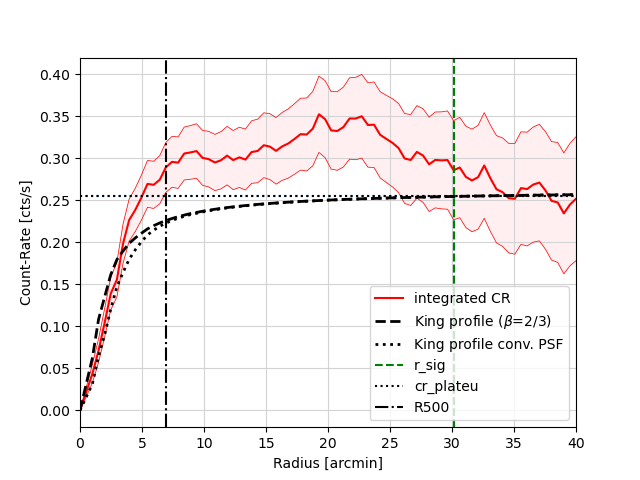 0.40
0.35
0.30
0.25
0.20
0.15
0.10
0.05
0.00
Count-Rate [cts/s]
integrated CR
King profile (β=2/3)
King profile conv. PSF
r_sig
cr_plateu
R500
0 5 10 15 20 25 30 35 40
Radius [arcmin]